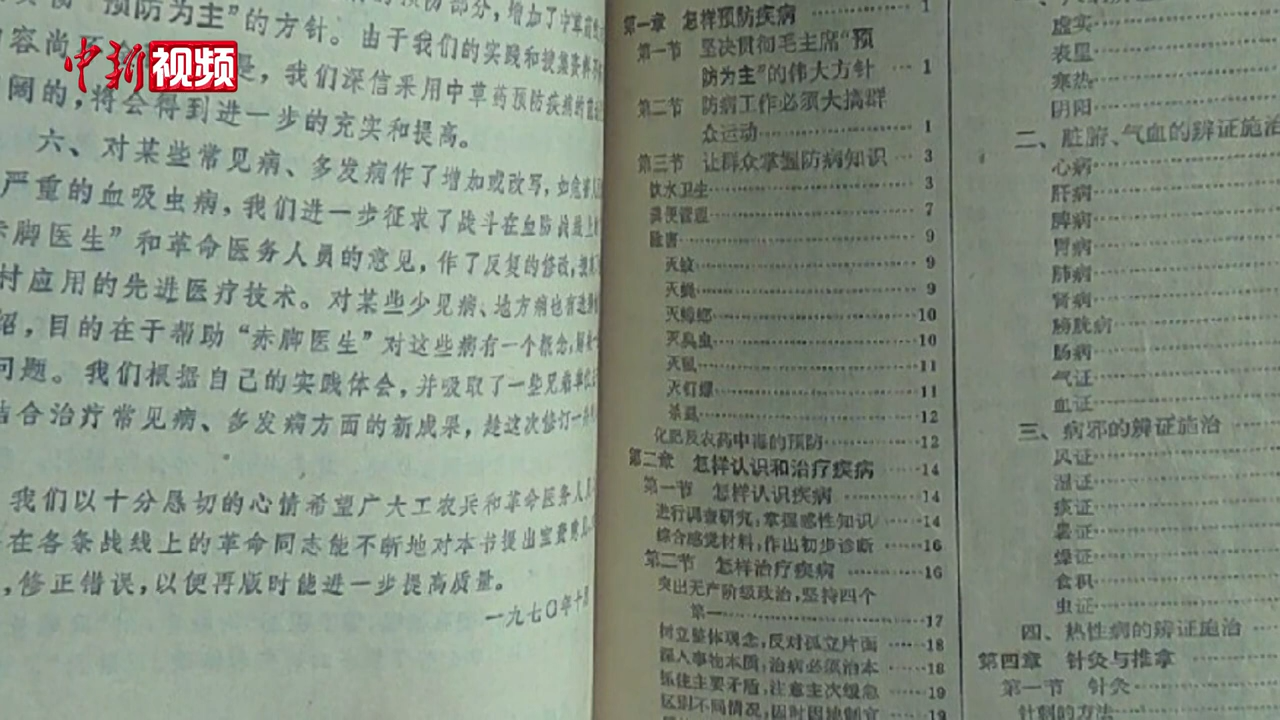 中新视频
预防为主”的方针。由于我们的实践和搜集资料
容尚
是，我们深信采用中草药预防疾病的
阔的，将会得到进一步的充实和提高。
六、对某些常见病、多发病作了增加或改写，如危害人
严重的血吸虫病，我们进一步征求了战斗在血防战线上
赤脚医生”和革命医务人员的意见，作了反复的修改，
村应用的先进医疗技术。对某些少见病、地方病也有
绍，目的在于帮助“赤脚医生”对这些病有一个概念，解
问题。我们根据自己的实践体会，并吸取了一些兄弟单位
结合治疗常见病、多发病方面的新成果，趁这次修订一
我们以十分恳切的心情希望广大工农兵和革命医务人员
在各条战线上的革命同志能不断地对本书提出宝贵
，修正错误，以便再版时能进一步提高质量。
一九七〇年十
第一章 怎样预防疾病 1
第一节 坚决贯彻毛主席“预
防为主”的伟大方针 1
第二节 防病工作必须大搞群
众运动 1
第三节 让群众掌握防病知识 3
饮水卫生 3
粪便管理 7
除害 9
灭蚊 9
灭蝇 9
灭蟑螂 10
灭臭虫 10
灭鼠 11
灭钉螺 11
杀蛆 12
化肥及农药中毒的预防 12
第二章 怎样认识和治疗疾病 14
第一节 怎样认识疾病 14
进行调查研究，掌握感性知识 14
综合感觉材料，作出初步诊断 16
第二节 怎样治疗疾病 16
突出无产阶级政治，坚持四个
第一 17
树立整体观念，反对孤立片面 18
深入事物本质，治病必须治本 18
抓住主要矛盾，注意主次缓急 19
区别不同情况，因时因地制宜 19
虚实
表里
寒热
阴阳
二、脏腑、气血的辨证施治
心病
肝病
脾病
胃病
肺病
肾病
膀胱病
肠病
气证
血证
三、病邪的辨证施治
风证
湿证
痰证
暑证
燥证
食积
虫证
四、热性病的辨证施治
第四章 针灸与推拿
第一节 针灸
针刺的方法